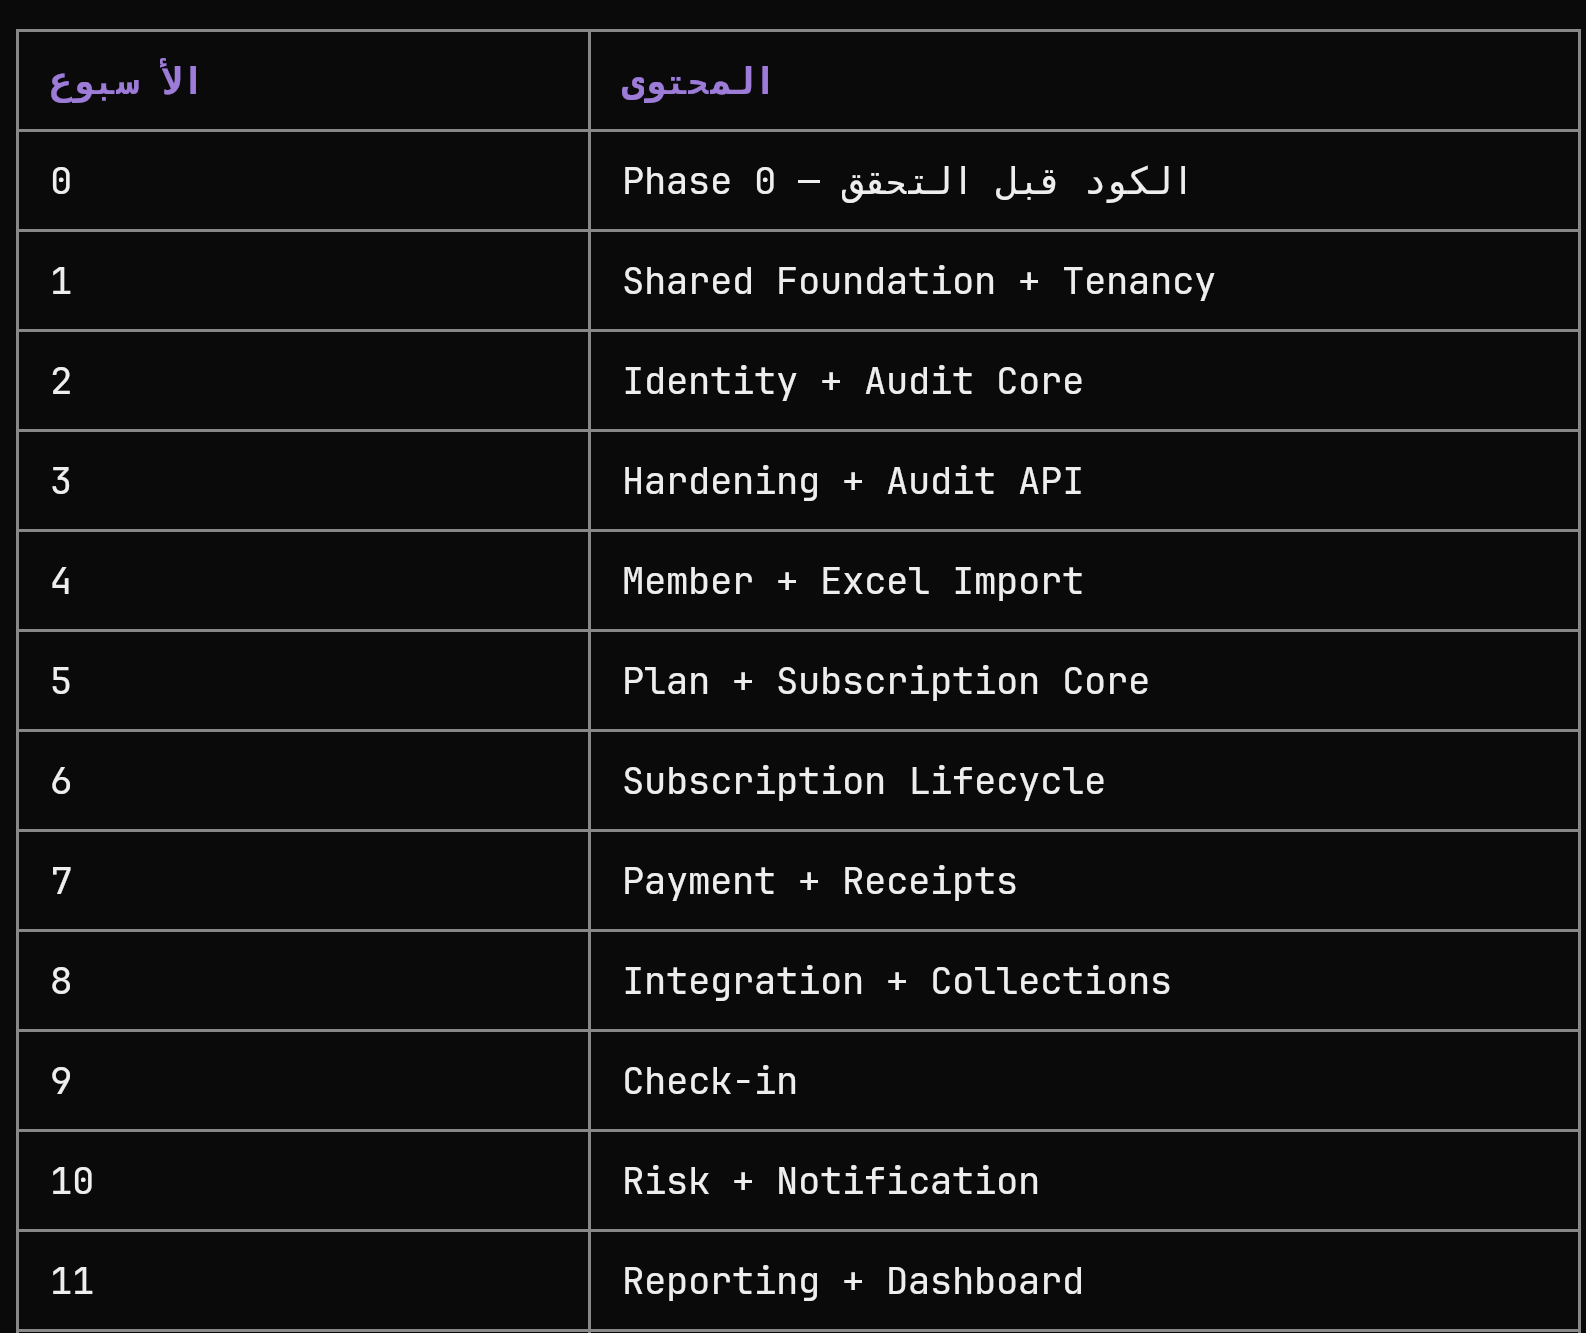 الأسبوع المحتوى
0 Phase 0 — التحقق قبل الكود
1 Shared Foundation + Tenancy
2 Identity + Audit Core
3 Hardening + Audit API
4 Member + Excel Import
5 Plan + Subscription Core
6 Subscription Lifecycle
7 Payment + Receipts
8 Integration + Collections
9 Check-in
10 Risk + Notification
11 Reporting + Dashboard